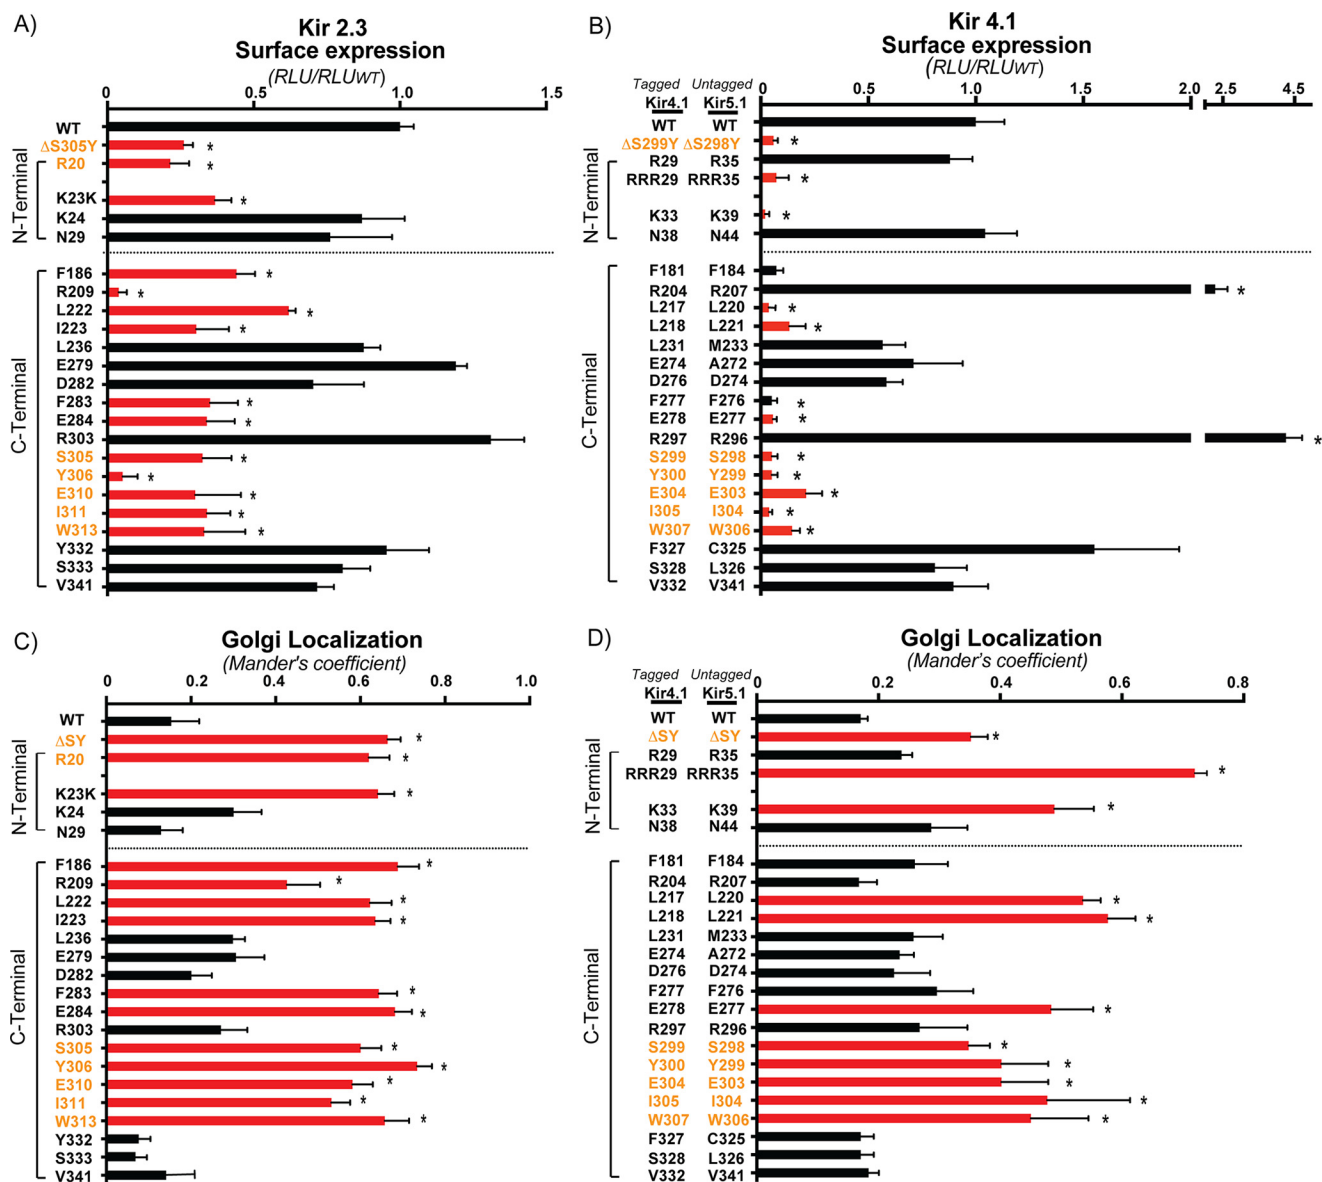 A)
Kir 2.3
Surface expression
(RLU/RLUWT)
0 0.5 1.0 1.5
WT
ΔS305Y *
R20 *
K23K *
K24
N29
N-Terminal
F186 *
R209 *
L222 *
I223 *
L236
E279
D282
F283 *
E284 *
R303
S305 *
Y306 *
E310 *
I311 *
W313 *
Y332
S333
V341
C-Terminal
B)
Kir 4.1
Surface expression
(RLU/RLUWT)
Tagged Untagged
Kir4.1 Kir5.1
0 0.5 1.0 1.5 2.0 2.5 4.5
WT WT
ΔS299Y ΔS298Y *
R29 R35
RRR29 RRR35 *
K33 K39 *
N38 N44
N-Terminal
F181 F184
R204 R207 *
L217 L220 *
L218 L221 *
L231 M233
E274 A272
D276 D274
F277 F276 *
E278 E277 *
R297 R296 *
S299 S298 *
Y300 Y299 *
E304 E303 *
I305 I304 *
W307 W306 *
F327 C325
S328 L326
V332 V341
C-Terminal
C)
Golgi Localization
(Mander's coefficient)
0 0.2 0.4 0.6 0.8 1.0
WT
ΔSY *
R20 *
K23K *
K24
N29
N-Terminal
F186 *
R209 *
L222 *
I223 *
L236
E279
D282
F283 *
E284 *
R303
S305 *
Y306 *
E310 *
I311 *
W313 *
Y332
S333
V341
C-Terminal
D)
Golgi Localization
(Mander's coefficient)
Tagged Untagged
Kir4.1 Kir5.1
0 0.2 0.4 0.6 0.8
WT WT
ΔSY ΔSY *
R29 R35
RRR29 RRR35 *
K33 K39 *
N38 N44
N-Terminal
F181 F184
R204 R207
L217 L220 *
L218 L221 *
L231 M233
E274 A272
D276 D274
F277 F276
E278 E277 *
R297 R296
S299 S298 *
Y300 Y299 *
E304 E303 *
I305 I304 *
W307 W306 *
F327 C325
S328 L326
V332 V341
C-Terminal